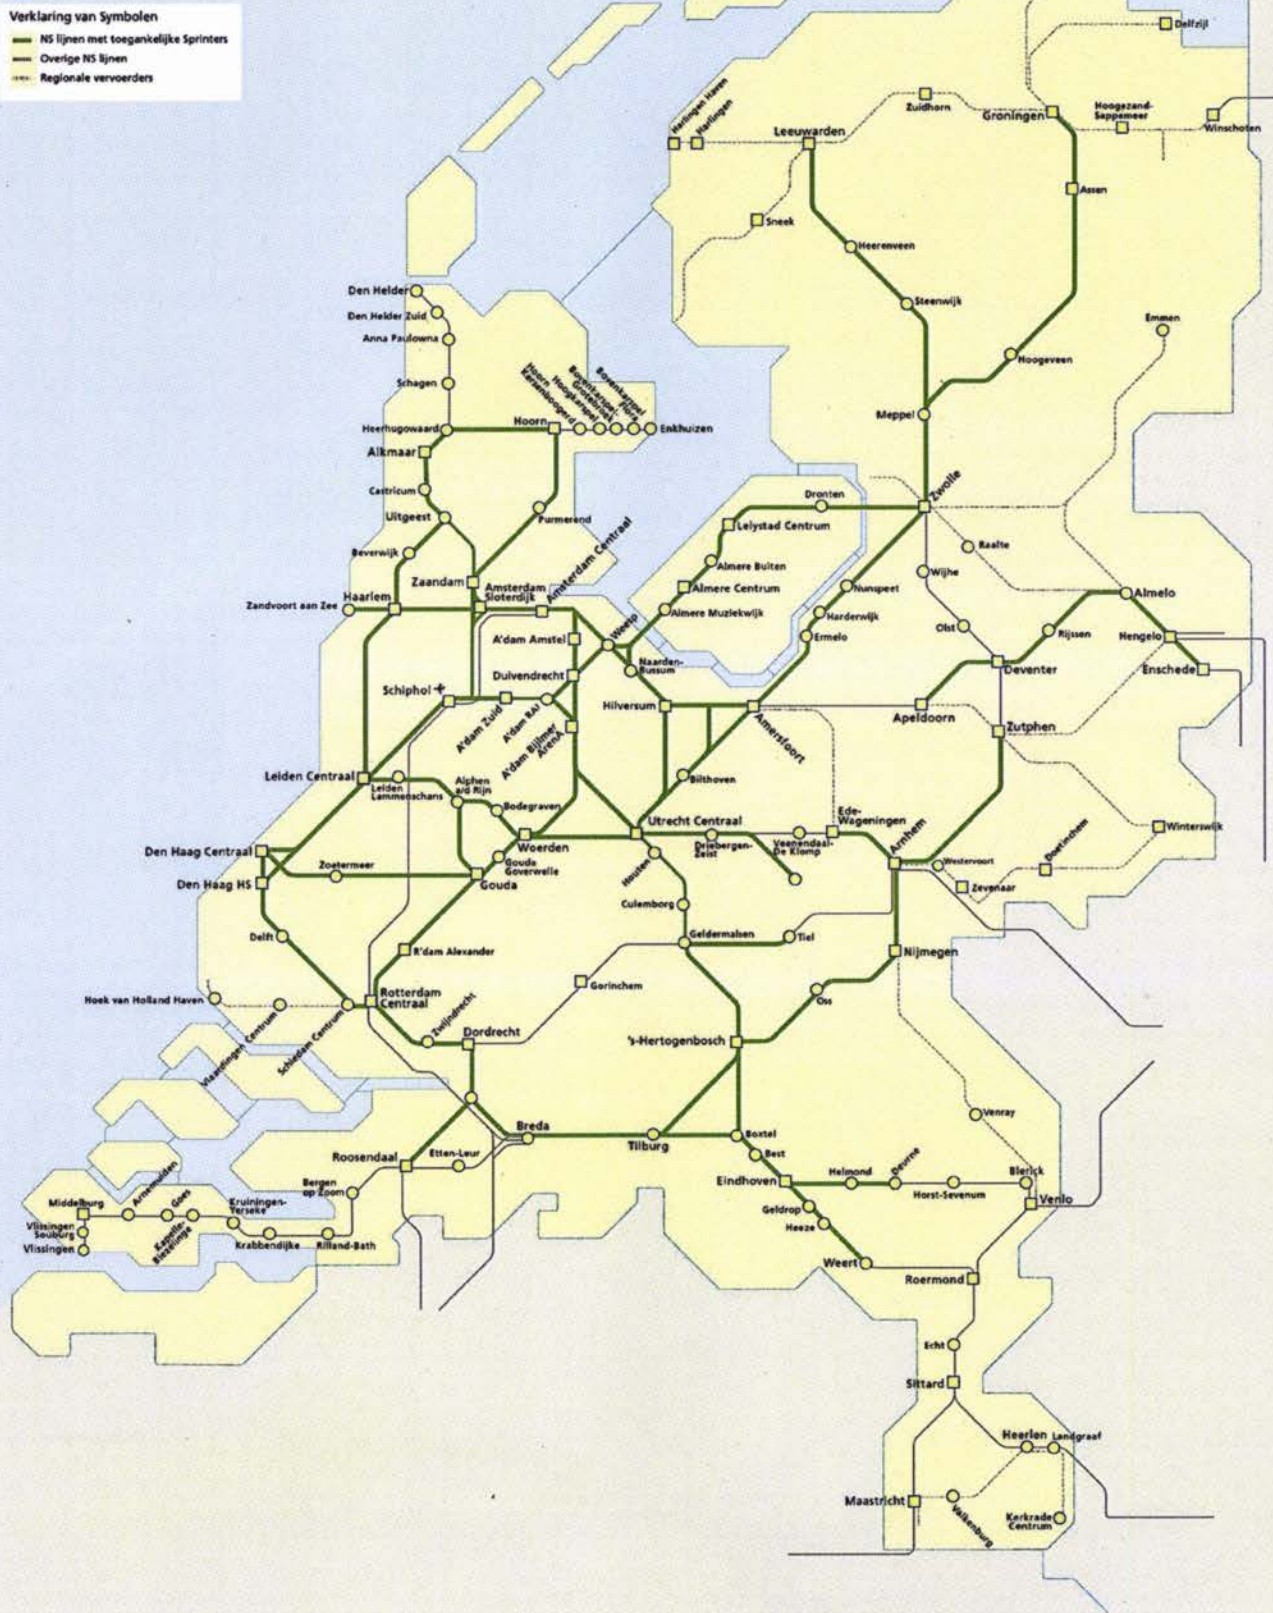 Verklaring van Symbolen
NS lijnen met toegankelijke Sprinters
Overige NS lijnen
Regionale vervoerders
Delfzijl
Harlingen Haven
Harlingen
Leeuwarden
Zuidhorn
Groningen
Hoogezand-
Sappemeer
Winschoten
Assen
Sneek
Heerenveen
Steenwijk
Den Helder
Den Helder Zuid
Anna Paulowna
Schagen
Emmen
Hoogeveen
Meppel
Heerhugowaard
Hoorn
Hoorn
Kersenboogerd
Hoogkarspel
Bovenkarspel-
Grotebroek
Bovenkarspel
Flora
Enkhuizen
Alkmaar
Castricum
Uitgeest
Purmerend
Beverwijk
Zaandam
Amsterdam
Sloterdijk
Amsterdam Centraal
Haarlem
Zandvoort aan Zee
Dronten
Zwolle
Lelystad Centrum
Almere Buiten
Almere Centrum
Almere Muziekwijk
Raalte
Wijhe
Nunspeet
Harderwijk
Ermelo
Olst
Rijssen
Almelo
Hengelo
Enschede
Deventer
Weesp
A'dam Amstel
Naarden-
Bussum
Duivendrecht
Schiphol
A'dam Zuid
A'dam RAI
A'dam Bijlmer
ArenA
Hilversum
Amersfoort
Apeldoorn
Zutphen
Leiden Centraal
Leiden
Lammenschans
Alphen
a/d Rijn
Bodegraven
Bilthoven
Utrecht Centraal
Driebergen-
Zeist
Veenendaal-
De Klomp
Ede-
Wageningen
Arnhem
Winterswijk
Doetinchem
Westervoort
Zevenaar
Den Haag Centraal
Den Haag HS
Zoetermeer
Woerden
Gouda
Goverwelle
Gouda
Houten
Culemborg
Geldermalsen
Tiel
Delft
R'dam Alexander
Nijmegen
Oss
Gorinchem
Hoek van Holland Haven
Vlaardingen Centrum
Schiedam Centrum
Rotterdam
Centraal
Zwijndrecht
Dordrecht
's-Hertogenbosch
Venray
Breda
Tilburg
Boxtel
Best
Roosendaal
Etten-Leur
Eindhoven
Helmond
Deurne
Horst-Sevenum
Blerick
Venlo
Geldrop
Heeze
Weert
Roermond
Bergen
op Zoom
Middelburg
Arnemuiden
Goes
Kapelle-
Biezelinge
Kruiningen-
Yerseke
Krabbendijke
Rilland-Bath
Vlissingen
Souburg
Vlissingen
Echt
Sittard
Heerlen
Landgraaf
Maastricht
Valkenburg
Kerkrade
Centrum